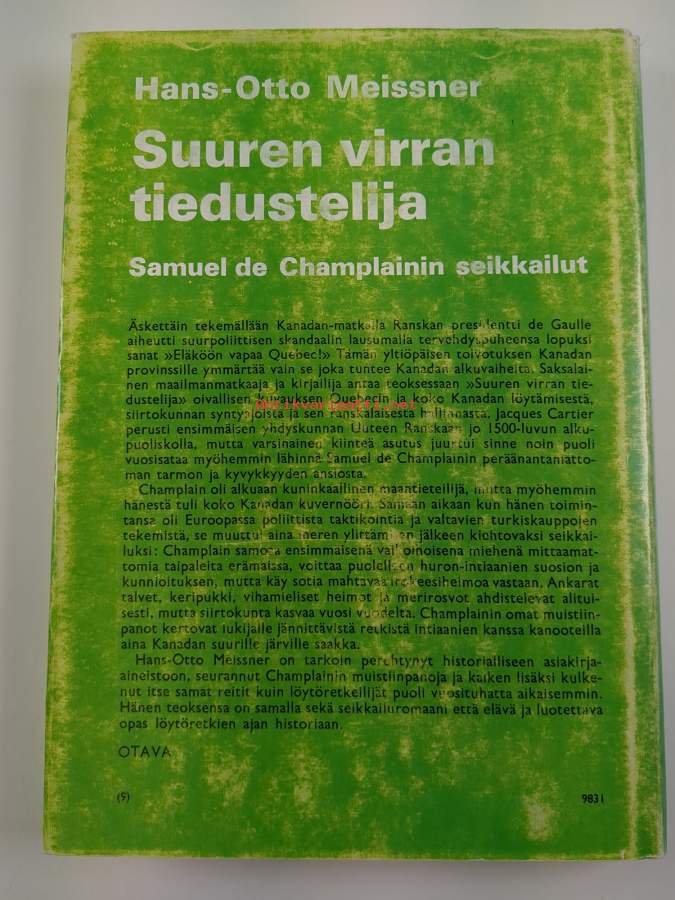 Hans-Otto Meissner
Suuren virran
tiedustelija
Samuel de Champlainin seikkailut
Äskettäin tekemällään Kanadan-matkalla Ranskan presidentti de Gaulle
aiheutti suurpoliittisen skandaalin lausumalla tervehdyspuheensa lopuksi
sanat »Eläköön vapaa Quebec!» Tämän yltiöpäisen toivotuksen Kanadan
provinssille ymmärtää vain se joka tuntee Kanadan alkuvaiheita. Saksalai-
nen maailmanmatkaaja ja kirjailija antaa teoksessaan »Suuren virran tie-
dustelija» oivallisen kuvauksen Quebecin ja koko Kanadan löytämisestä,
siirtokunnan syntyoloista ja sen ranskalaisesta hallinnasta. Jacques Cartier
perusti ensimmäisen yhdyskunnan Uuteen Ranskaan jo 1500-luvun alku-
puoliskolla, mutta varsinainen kiinteä asutus juurtui sinne noin puoli
vuosisataa myöhemmin lähinnä Samuel de Champlainin peräänantamatto-
man tarmon ja kyvykkyyden ansiosta.
Champlain oli alkuaan kuninkaallinen maantieteilijä, mutta myöhemmin
hänestä tuli koko Kanadan kuvernööri. Samaan aikaan kun hänen toimin-
tansa oli Euroopassa poliittista taktikointia ja valtavien turkiskauppojen
tekemistä, se muuttui aina meren ylittämisen jälkeen kiehtovaksi seikkai-
luksi: Champlain samosa ensimmäisenä valkoihoisena miehenä mittaamat-
tomia taipaleita erämaissa, voittaa puolelleen huron-intiaanien suosion ja
kunnioituksen, mutta käy sotia mahtavaa irokeesiheimoa vastaan. Ankarat
talvet, keripukki, vihamieliset heimot ja merirosvot ahdistelevat alitui-
sesti, mutta siirtokunta kasvaa vuosi vuodelta. Champlainin omat muistiin-
panot kertovat lukijalle jännittävistä retkistä intiaanien kanssa kanooteilla
aina Kanadan suurille järville saakka.
Hans-Otto Meissner on tarkoin perehtynyt historialliseen asiakirja-
aineistoon, seurannut Champlainin muistiinpanoja ja kaiken lisäksi kulke-
nut itse samat reitit kuin löytöretkeilijät puoli vuosituhatta aikaisemmin.
Hänen teoksensa on samalla sekä seikkailuromaani että elävä ja luotettava
opas löytöretkien ajan historiaan.
OTAVA
(9) 9831
Antikvariaatti.net